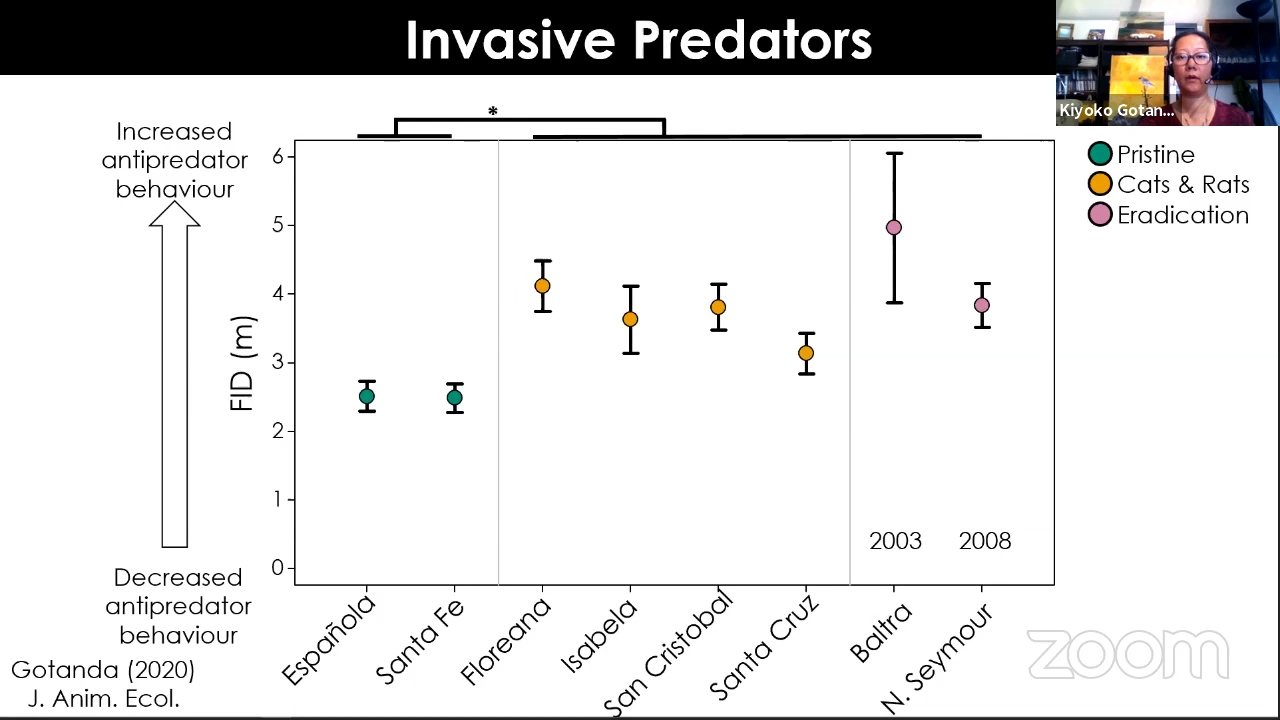 Invasive Predators
Kiyoko Gotan...
*
Increased
antipredator
behaviour
Pristine
Cats & Rats
Eradication
6
5
4
3
2
1
0
FID (m)
2003
2008
Decreased
antipredator
behaviour
Española
Santa Fe
Floreana
Isabela
San Cristobal
Santa Cruz
Baltra
N. Seymour
Gotanda (2020)
J. Anim. Ecol.
zoom